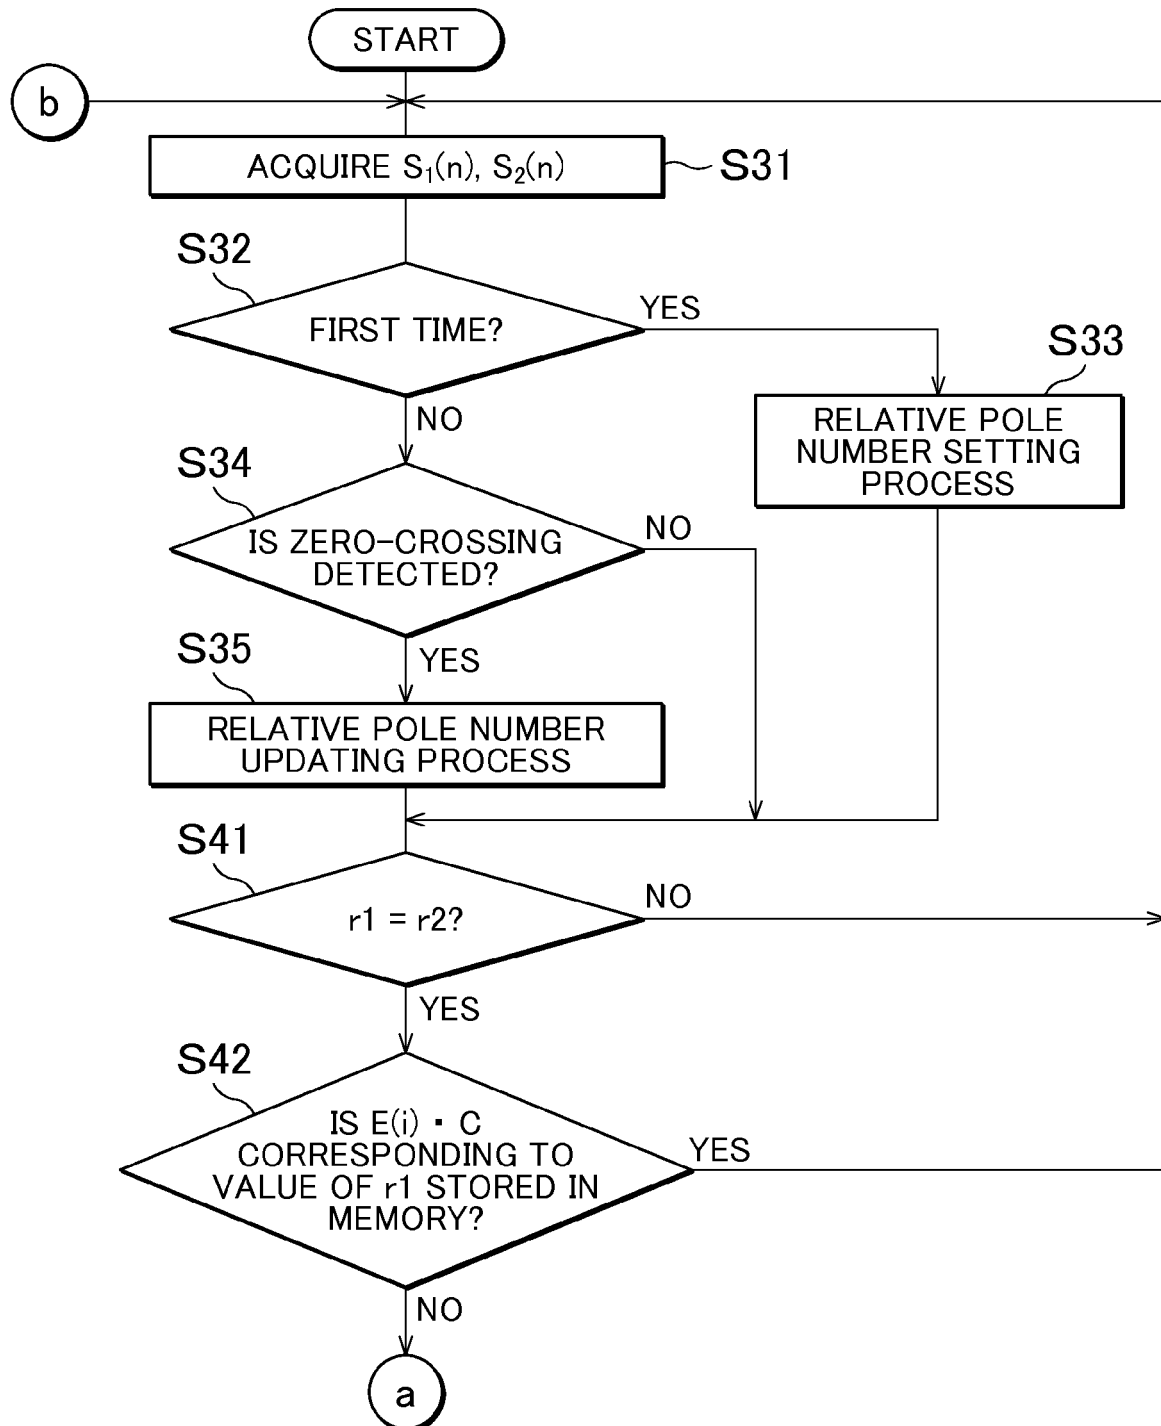 START
b
ACQUIRE S₁(n), S₂(n)
S31
S32
FIRST TIME?
YES
NO
S33
RELATIVE POLE
NUMBER SETTING
PROCESS
S34
IS ZERO-CROSSING
DETECTED?
NO
YES
S35
RELATIVE POLE NUMBER
UPDATING PROCESS
S41
r1 = r2?
NO
YES
S42
IS E(i)・C
CORRESPONDING TO
VALUE OF r1 STORED IN
MEMORY?
YES
NO
a